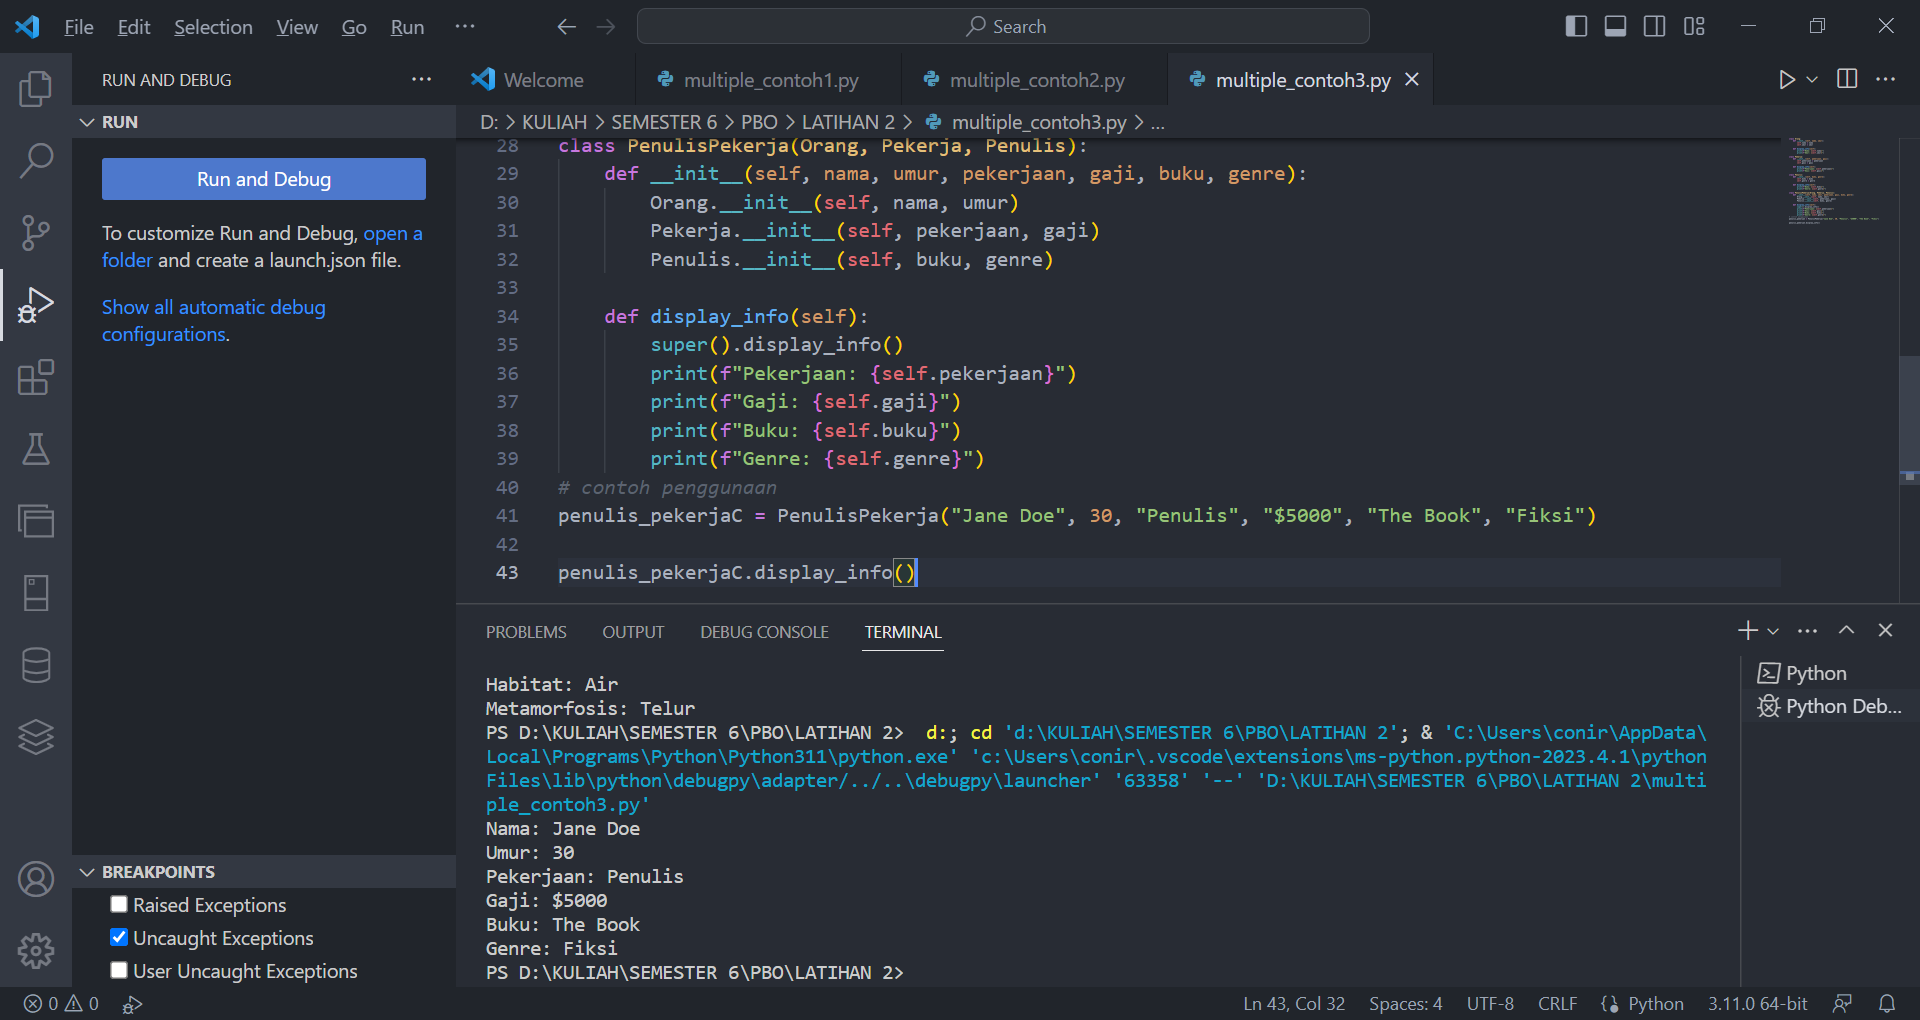 File Edit Selection View Go Run ···
Search
RUN AND DEBUG ···
Welcome
multiple_contoh1.py
multiple_contoh2.py
multiple_contoh3.py
RUN
D: > KULIAH > SEMESTER 6 > PBO > LATIHAN 2 > multiple_contoh3.py > ...
Run and Debug
To customize Run and Debug, open a
folder and create a launch.json file.
Show all automatic debug
configurations.
28 class PenulisPekerja(Orang, Pekerja, Penulis):
29     def __init__(self, nama, umur, pekerjaan, gaji, buku, genre):
30         Orang.__init__(self, nama, umur)
31         Pekerja.__init__(self, pekerjaan, gaji)
32         Penulis.__init__(self, buku, genre)
33
34     def display_info(self):
35         super().display_info()
36         print(f"Pekerjaan: {self.pekerjaan}")
37         print(f"Gaji: {self.gaji}")
38         print(f"Buku: {self.buku}")
39         print(f"Genre: {self.genre}")
40 # contoh penggunaan
41 penulis_pekerjaC = PenulisPekerja("Jane Doe", 30, "Penulis", "$5000", "The Book", "Fiksi")
42
43 penulis_pekerjaC.display_info()
PROBLEMS OUTPUT DEBUG CONSOLE TERMINAL
Python
Python Deb...
Habitat: Air
Metamorfosis: Telur
PS D:\KULIAH\SEMESTER 6\PBO\LATIHAN 2>  d:; cd 'd:\KULIAH\SEMESTER 6\PBO\LATIHAN 2'; & 'C:\Users\conir\AppData\
Local\Programs\Python\Python311\python.exe' 'c:\Users\conir\.vscode\extensions\ms-python.python-2023.4.1\python
Files\lib\python\debugpy\adapter/../..\debugpy\launcher' '63358' '--' 'D:\KULIAH\SEMESTER 6\PBO\LATIHAN 2\multi
ple_contoh3.py'
Nama: Jane Doe
Umur: 30
Pekerjaan: Penulis
Gaji: $5000
Buku: The Book
Genre: Fiksi
PS D:\KULIAH\SEMESTER 6\PBO\LATIHAN 2>
BREAKPOINTS
Raised Exceptions
Uncaught Exceptions
User Uncaught Exceptions
0 0
Ln 43, Col 32 Spaces: 4 UTF-8 CRLF Python 3.11.0 64-bit